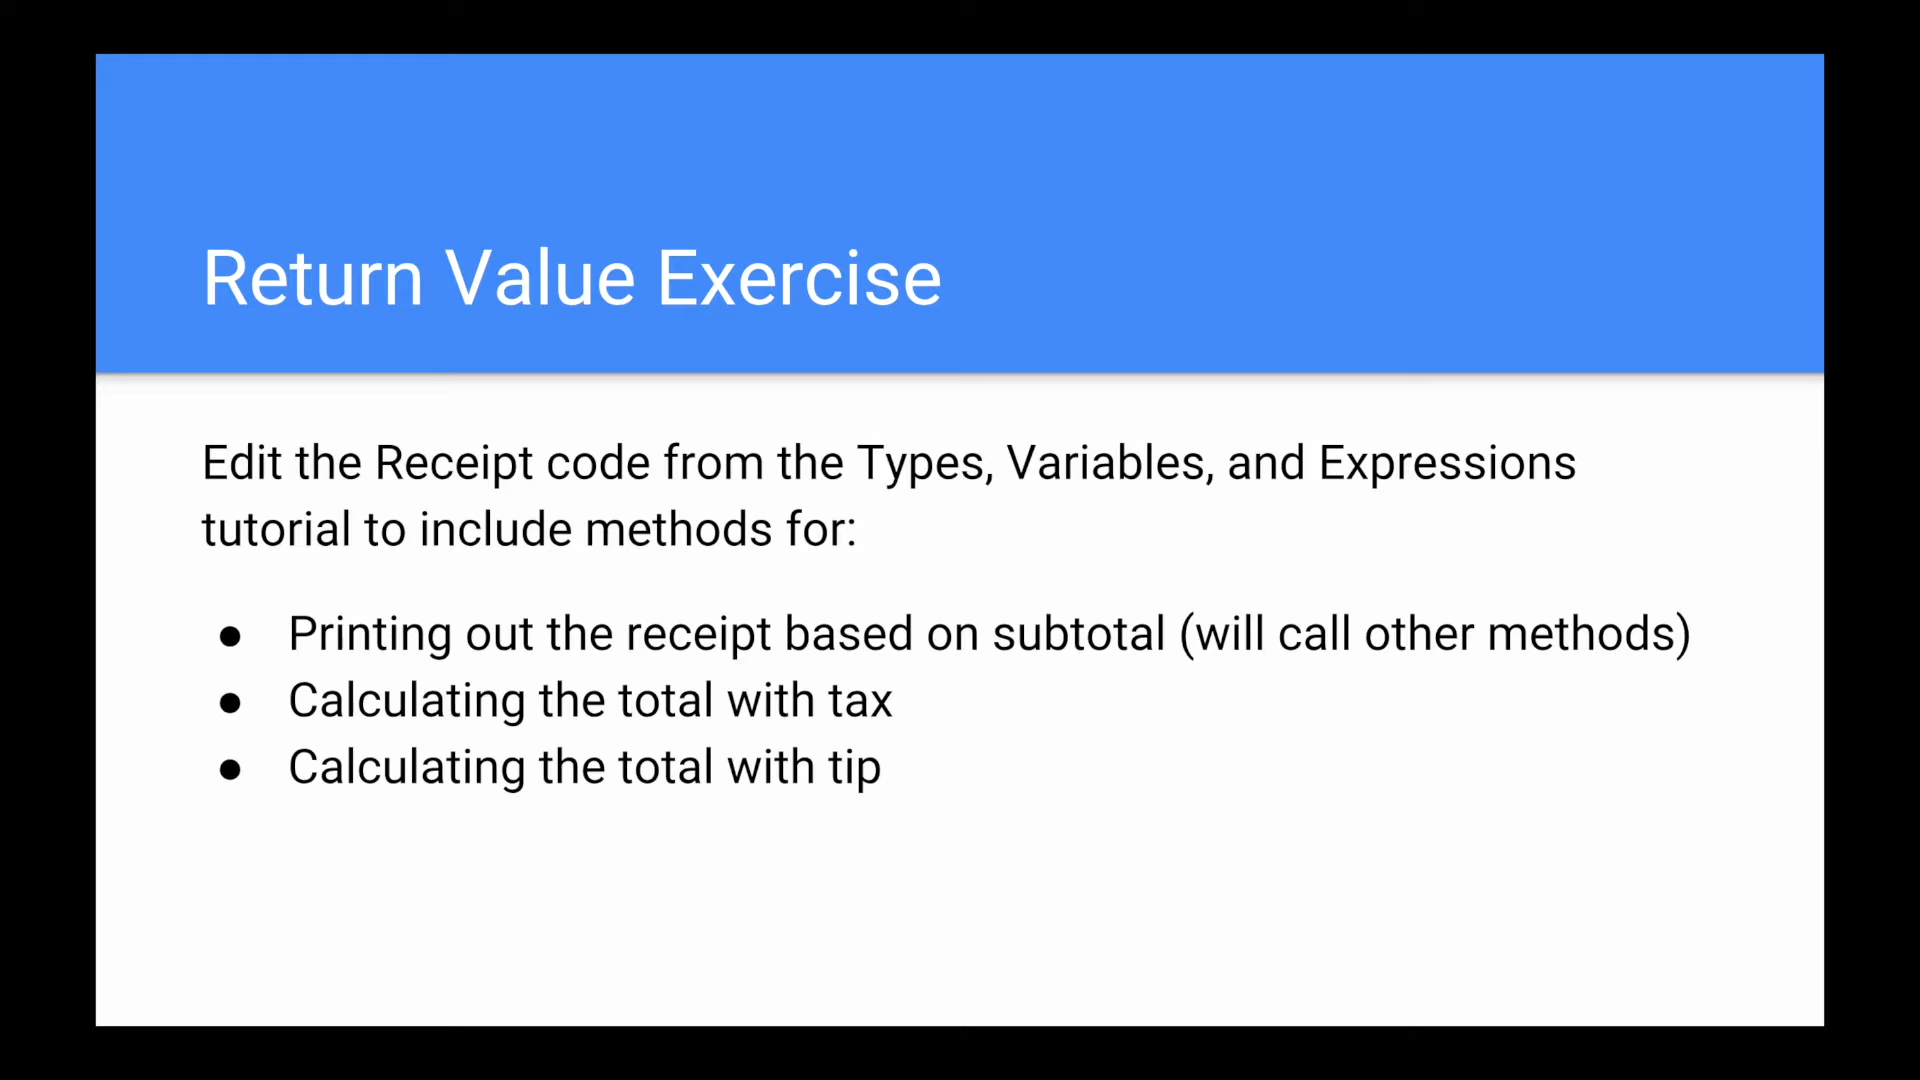 Return Value Exercise
Edit the Receipt code from the Types, Variables, and Expressions
tutorial to include methods for:
● Printing out the receipt based on subtotal (will call other methods)
● Calculating the total with tax
● Calculating the total with tip